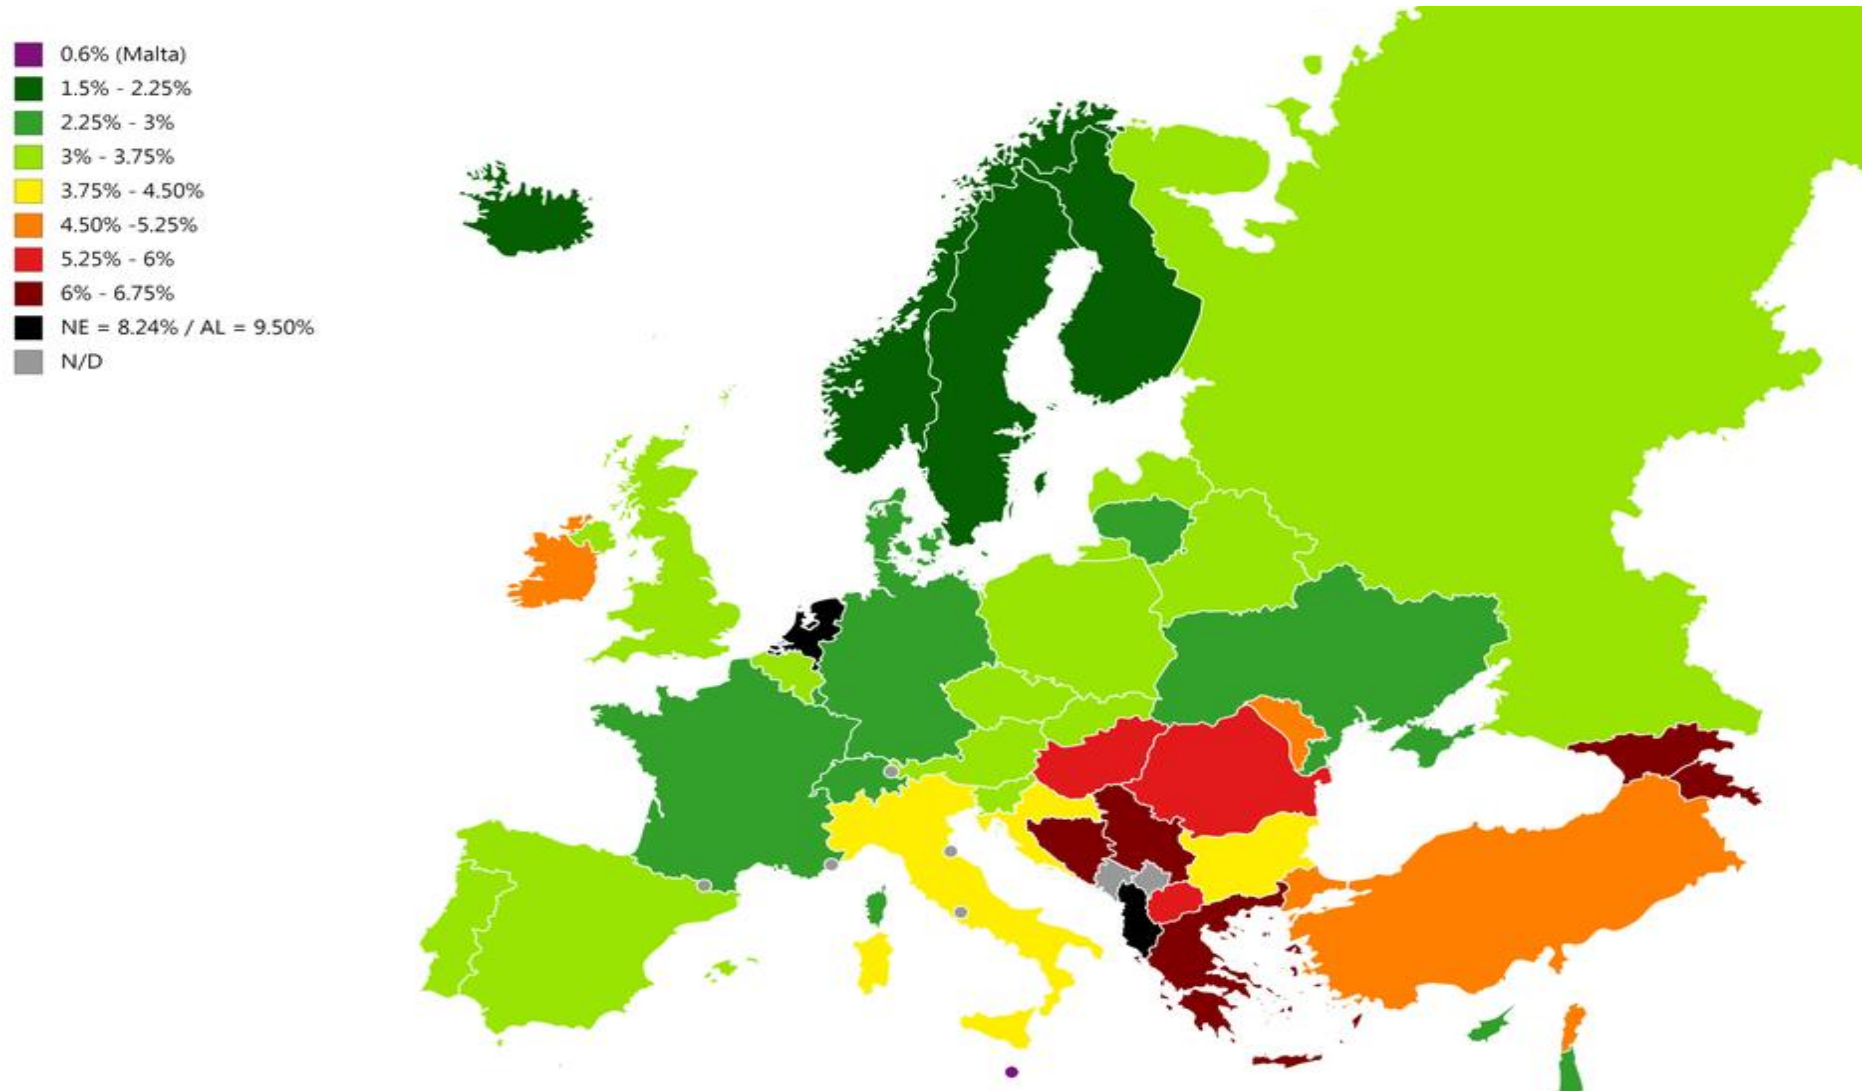 0.6% (Malta)
1.5% - 2.25%
2.25% - 3%
3% - 3.75%
3.75% - 4.50%
4.50% -5.25%
5.25% - 6%
6% - 6.75%
NE = 8.24% / AL = 9.50%
N/D